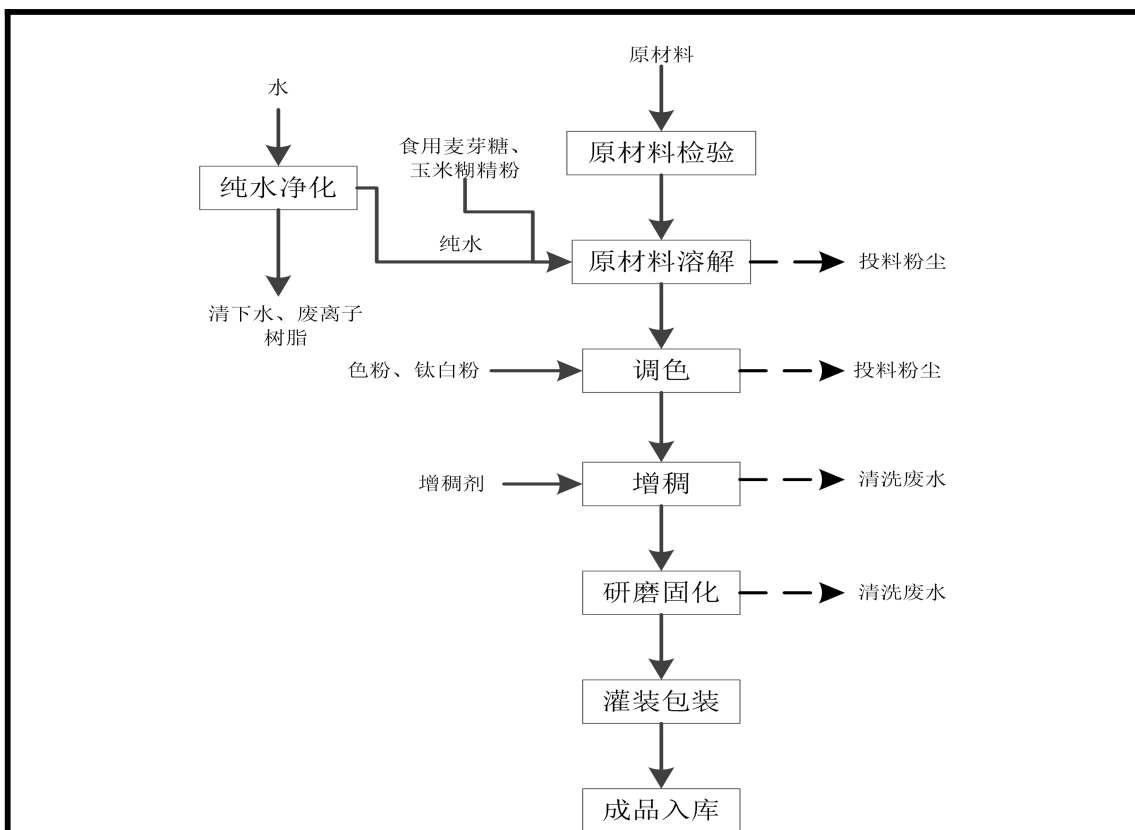 原材料
水
原材料检验
食用麦芽糖、
玉米糊精粉
纯水净化
纯水
原材料溶解
投料粉尘
清下水、废离子
树脂
色粉、钛白粉
调色
投料粉尘
增稠剂
增稠
清洗废水
研磨固化
清洗废水
灌装包装
成品入库